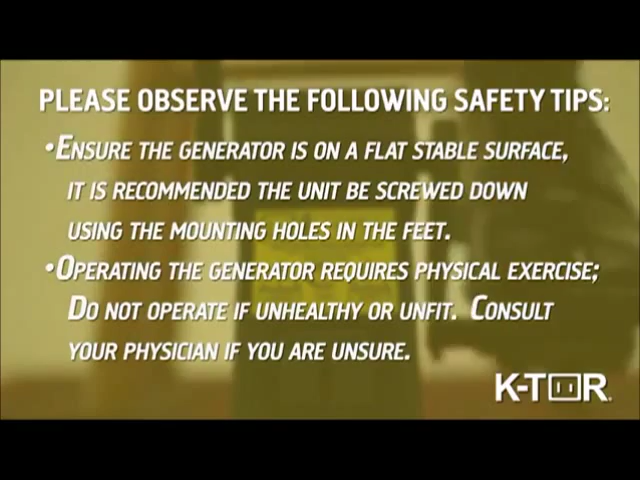 PLEASE OBSERVE THE FOLLOWING SAFETY TIPS:
•ENSURE THE GENERATOR IS ON A FLAT STABLE SURFACE,
IT IS RECOMMENDED THE UNIT BE SCREWED DOWN
USING THE MOUNTING HOLES IN THE FEET.
•OPERATING THE GENERATOR REQUIRES PHYSICAL EXERCISE;
DO NOT OPERATE IF UNHEALTHY OR UNFIT. CONSULT
YOUR PHYSICIAN IF YOU ARE UNSURE.
K-TOR